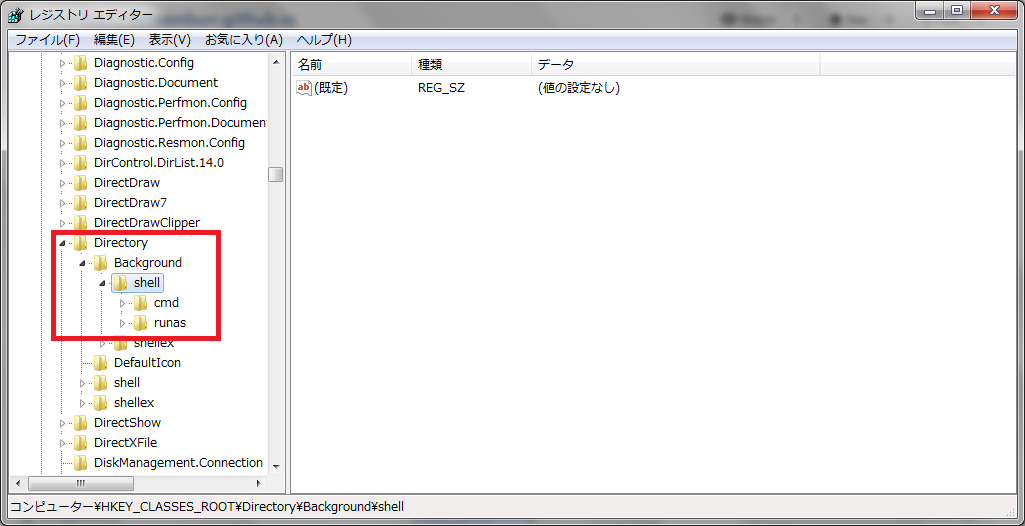 レジストリ エディター
ファイル(F) 編集(E) 表示(V) お気に入り(A) ヘルプ(H)
Diagnostic.Config
Diagnostic.Document
Diagnostic.Perfmon.Config
Diagnostic.Perfmon.Document
Diagnostic.Resmon.Config
DirControl.DirList.14.0
DirectDraw
DirectDraw7
DirectDrawClipper
Directory
Background
shell
cmd
runas
shellex
DefaultIcon
shell
shellex
DirectShow
DirectXFile
DiskManagement.Connection
名前 種類 データ
ab (既定) REG_SZ (値の設定なし)
コンピューター¥HKEY_CLASSES_ROOT¥Directory¥Background¥shell